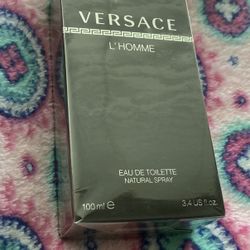 VERSACE
L'HOMME
EAU DE TOILETTE
NATURAL SPRAY
100 ml ℮ 3.4 US fl.oz.